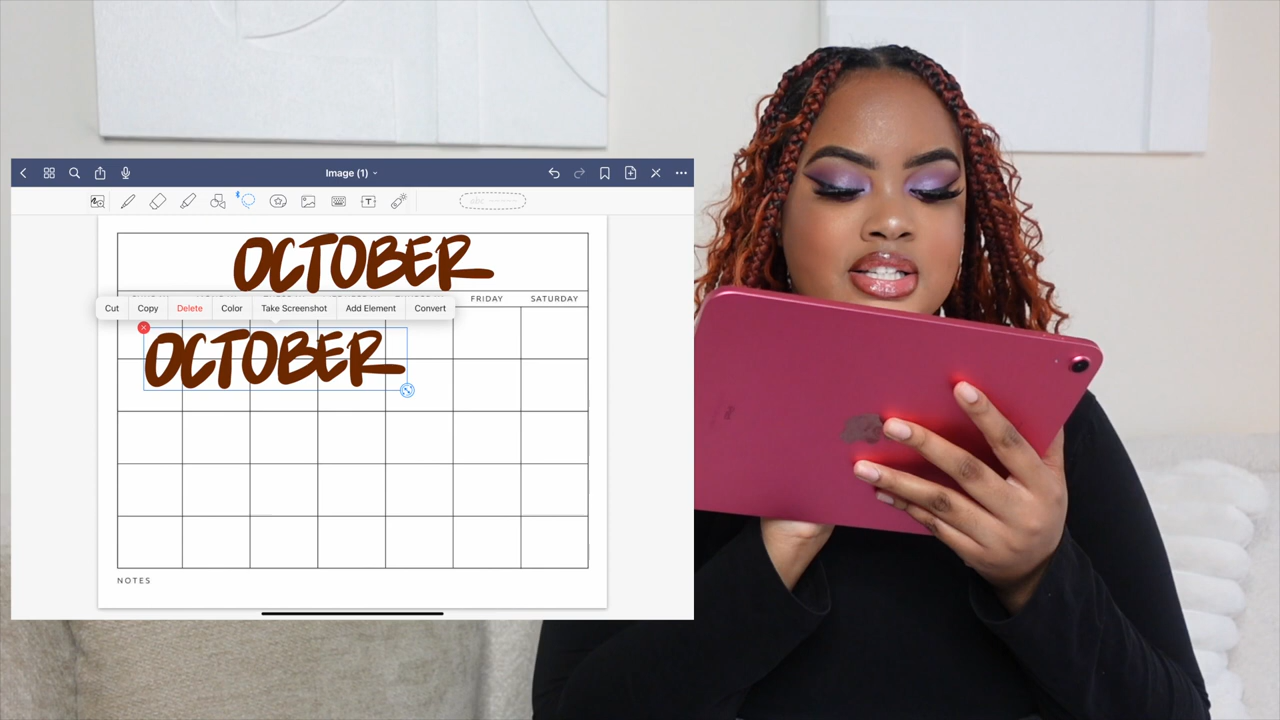 Image (1)
T
OCTOBER
FRIDAY SATURDAY
Cut Copy Delete Color Take Screenshot Add Element Convert
OCTOBER
NOTES